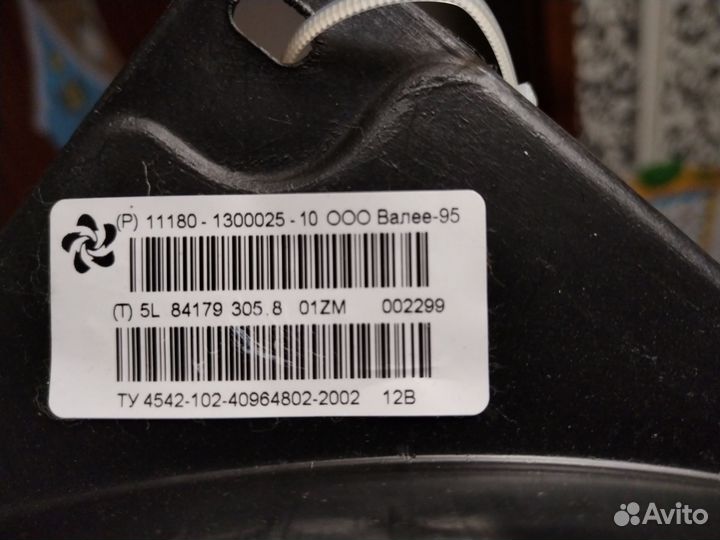 (P) 11180 - 1300025 - 10 ООО Валее-95
(T) 5L 84179 305.8 01ZM 002299
ТУ 4542-102-40964802-2002 12В
Avito